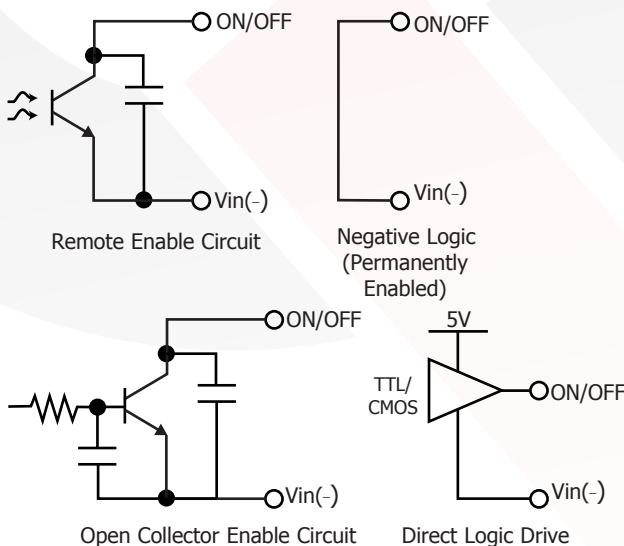 ON/OFF
Vin(-)
Remote Enable Circuit
ON/OFF
Vin(-)
Negative Logic
(Permanently
Enabled)
ON/OFF
Vin(-)
Open Collector Enable Circuit
5V
TTL/
CMOS
ON/OFF
Vin(-)
Direct Logic Drive